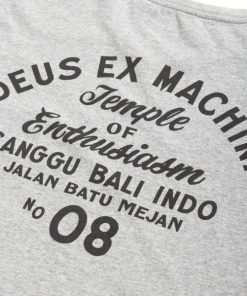 DEUS EX MACHIN
Temple
OF
Enthusiasm
ANGGU BALI INDO
JALAN BATU MEJAN
No 08